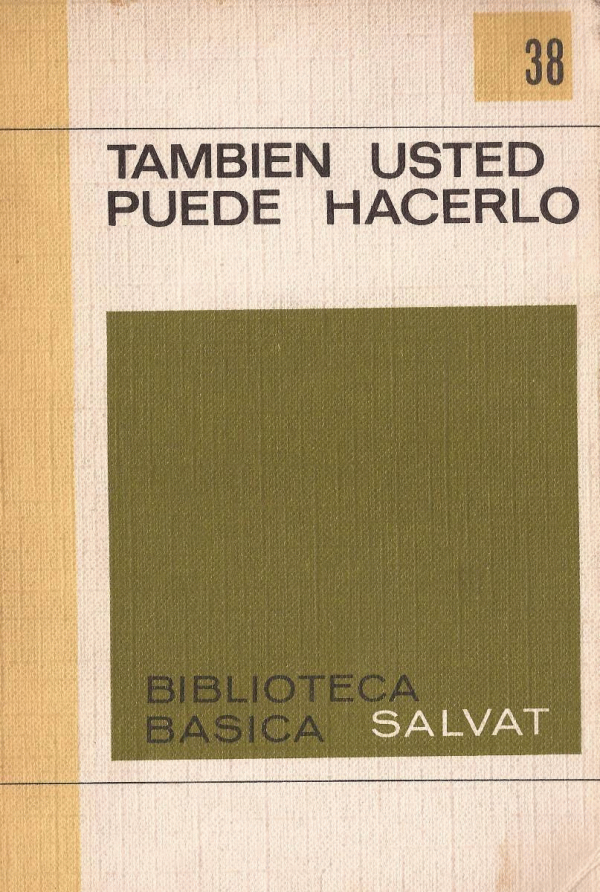 38
TAMBIEN USTED
PUEDE HACERLO
BIBLIOTECA
BASICA SALVAT